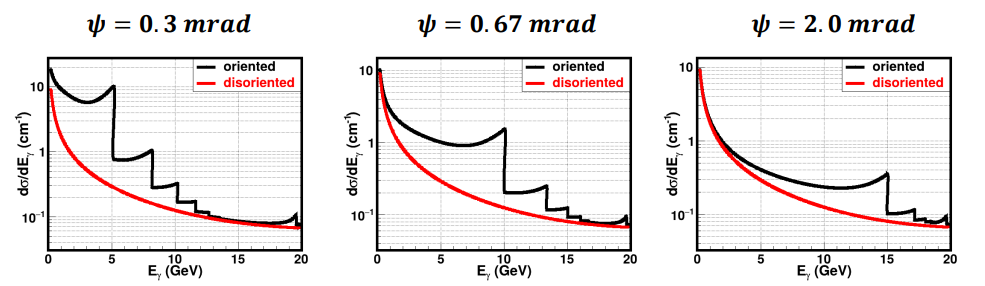 ψ = 0.3 mrad
ψ = 0.67 mrad
ψ = 2.0 mrad
dσ/dEγ (cm⁻¹)
10
1
10⁻¹
oriented
disoriented
0 5 10 15 20
Eγ (GeV)
dσ/dEγ (cm⁻¹)
10
1
10⁻¹
oriented
disoriented
0 5 10 15 20
Eγ (GeV)
dσ/dEγ (cm⁻¹)
10
1
10⁻¹
oriented
disoriented
0 5 10 15 20
Eγ (GeV)